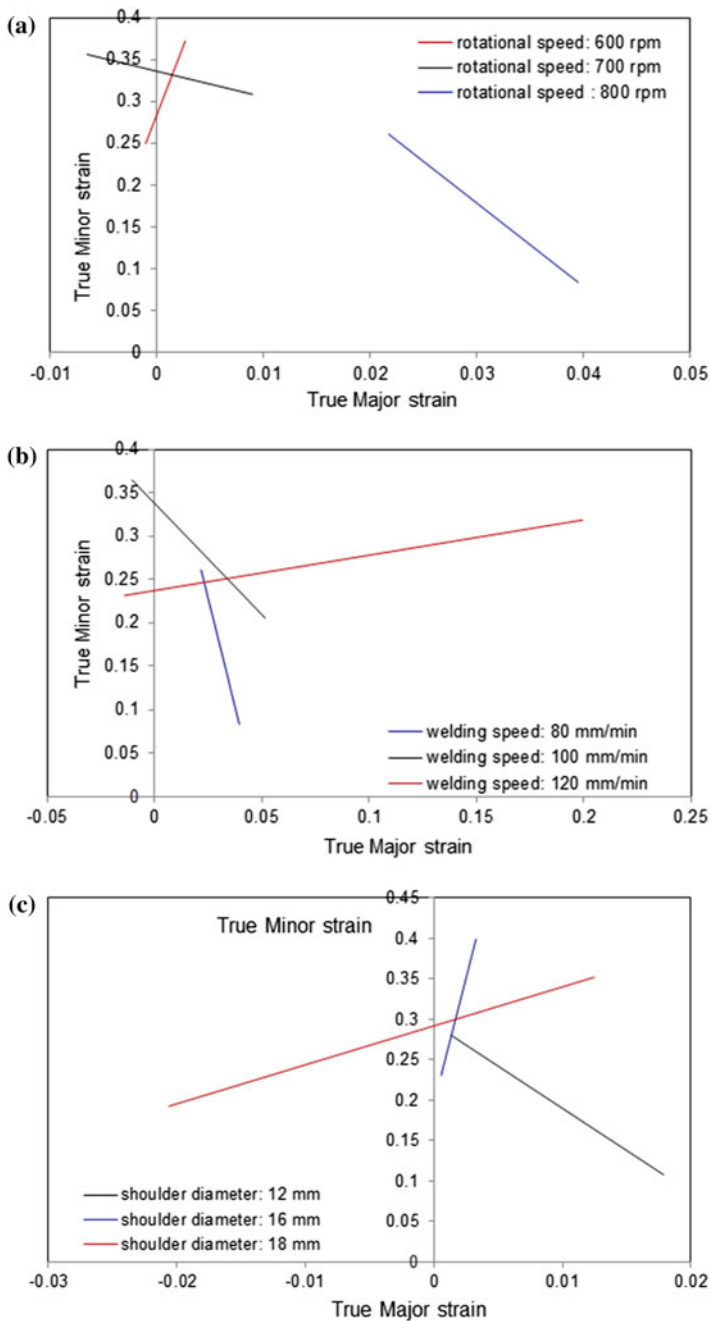 (a)
0.4
0.35
0.3
0.25
0.2
0.15
0.1
0.05
0
True Minor strain
rotational speed: 600 rpm
rotational speed: 700 rpm
rotational speed : 800 rpm
-0.01 0 0.01 0.02 0.03 0.04 0.05
True Major strain
(b)
0.4
0.35
0.3
0.25
0.2
0.15
0.1
0.05
0
True Minor strain
welding speed: 80 mm/min
welding speed: 100 mm/min
welding speed: 120 mm/min
-0.05 0 0.05 0.1 0.15 0.2 0.25
True Major strain
(c)
True Minor strain
0.45
0.4
0.35
0.3
0.25
0.2
0.15
0.1
0.05
0
shoulder diameter: 12 mm
shoulder diameter: 16 mm
shoulder diameter: 18 mm
-0.03 -0.02 -0.01 0 0.01 0.02
True Major strain